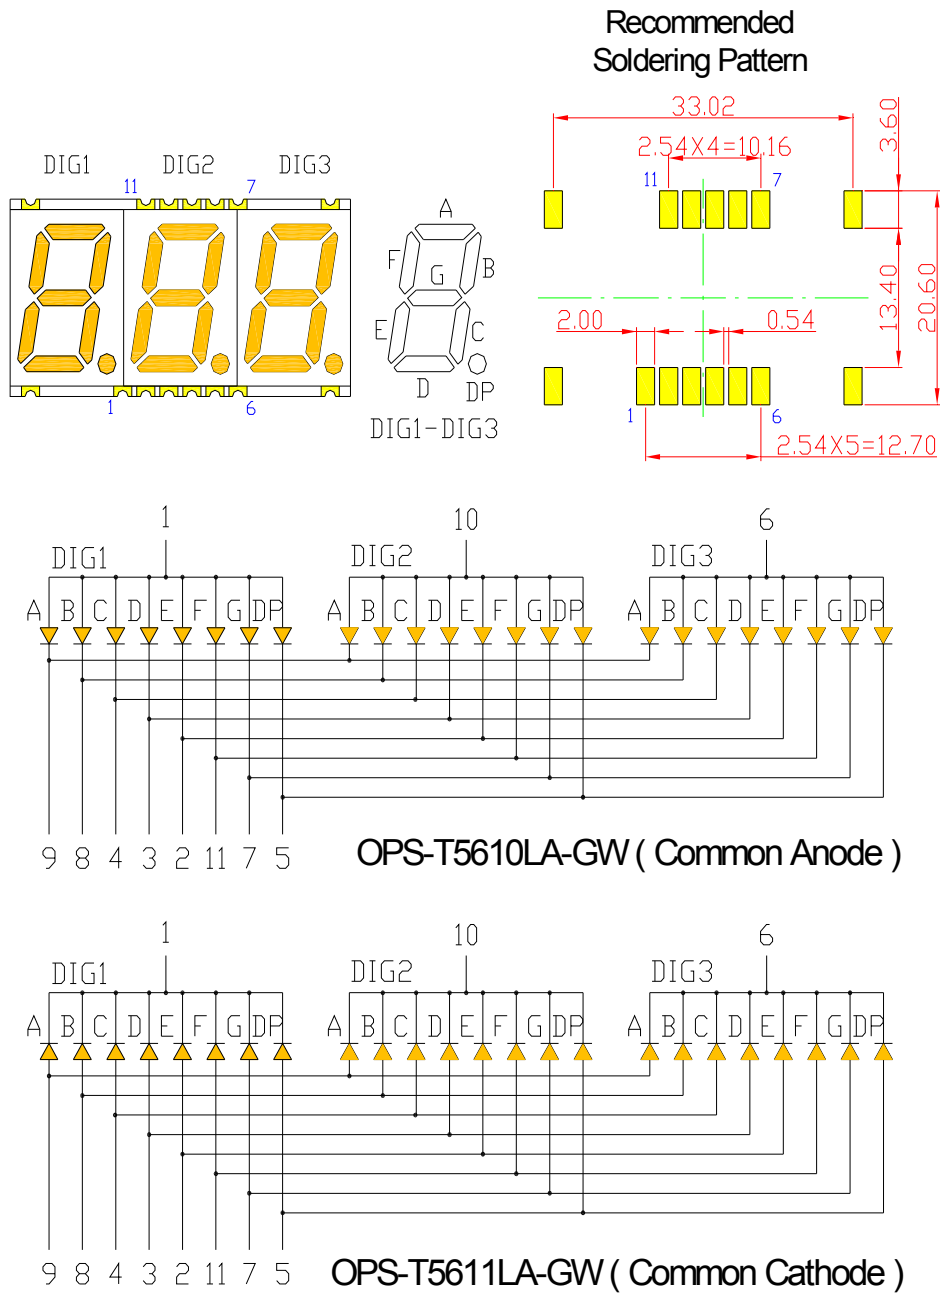 Recommended
Soldering Pattern
33.02
3.60
2.54X4=10.16
DIG1 DIG2 DIG3
11 7
11 7
A
F B
G
E C
D DP
13.40
20.60
2.00 0.54
1 6
1 6
DIG1-DIG3
2.54X5=12.70
1 10 6
DIG1 DIG2 DIG3
A B C D E F G DP A B C D E F G DP A B C D E F G DP
9 8 4 3 2 11 7 5
OPS-T5610LA-GW ( Common Anode )
1 10 6
DIG1 DIG2 DIG3
A B C D E F G DP A B C D E F G DP A B C D E F G DP
9 8 4 3 2 11 7 5
OPS-T5611LA-GW ( Common Cathode )